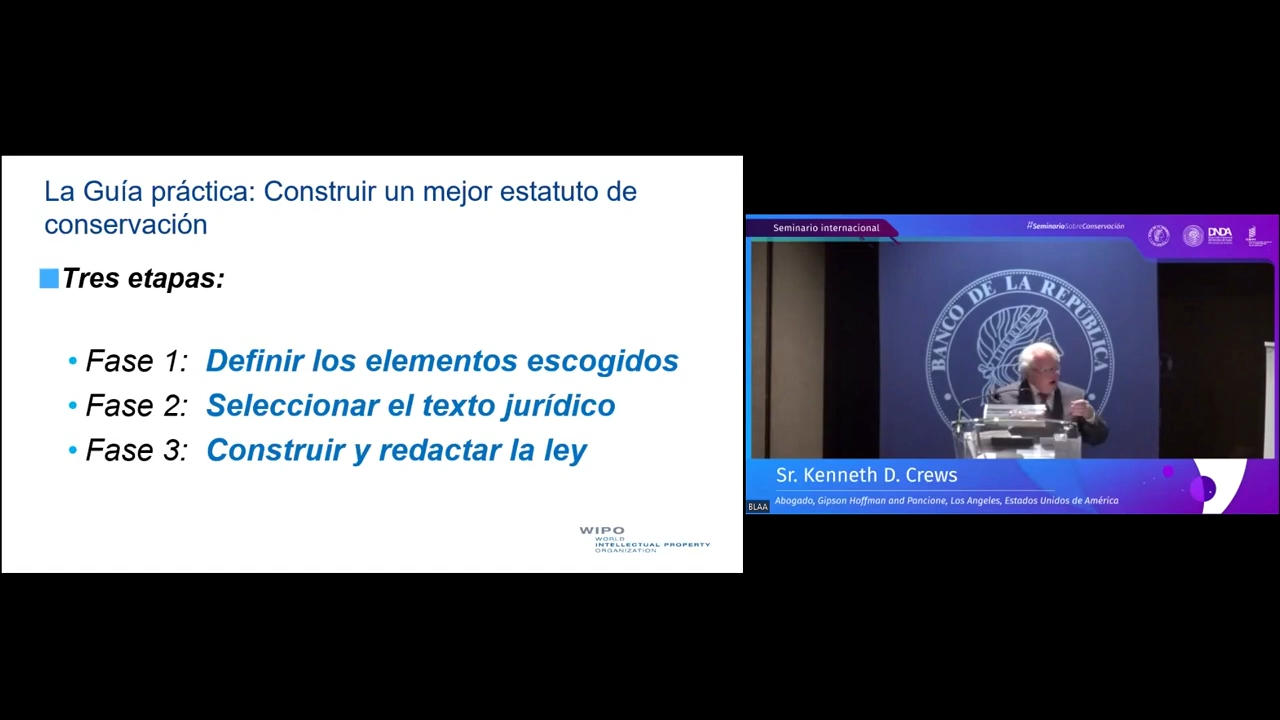 La Guía práctica: Construir un mejor estatuto de
conservación
Tres etapas:
• Fase 1: Definir los elementos escogidos
• Fase 2: Seleccionar el texto jurídico
• Fase 3: Construir y redactar la ley
WIPO
WORLD
INTELLECTUAL PROPERTY
ORGANIZATION
Seminario internacional
#SeminarioSobreConservación
DNDA
BANCO DE LA REPÚBLICA
Sr. Kenneth D. Crews
Abogado, Gipson Hoffman and Pancione, Los Angeles, Estados Unidos de América
BLAA